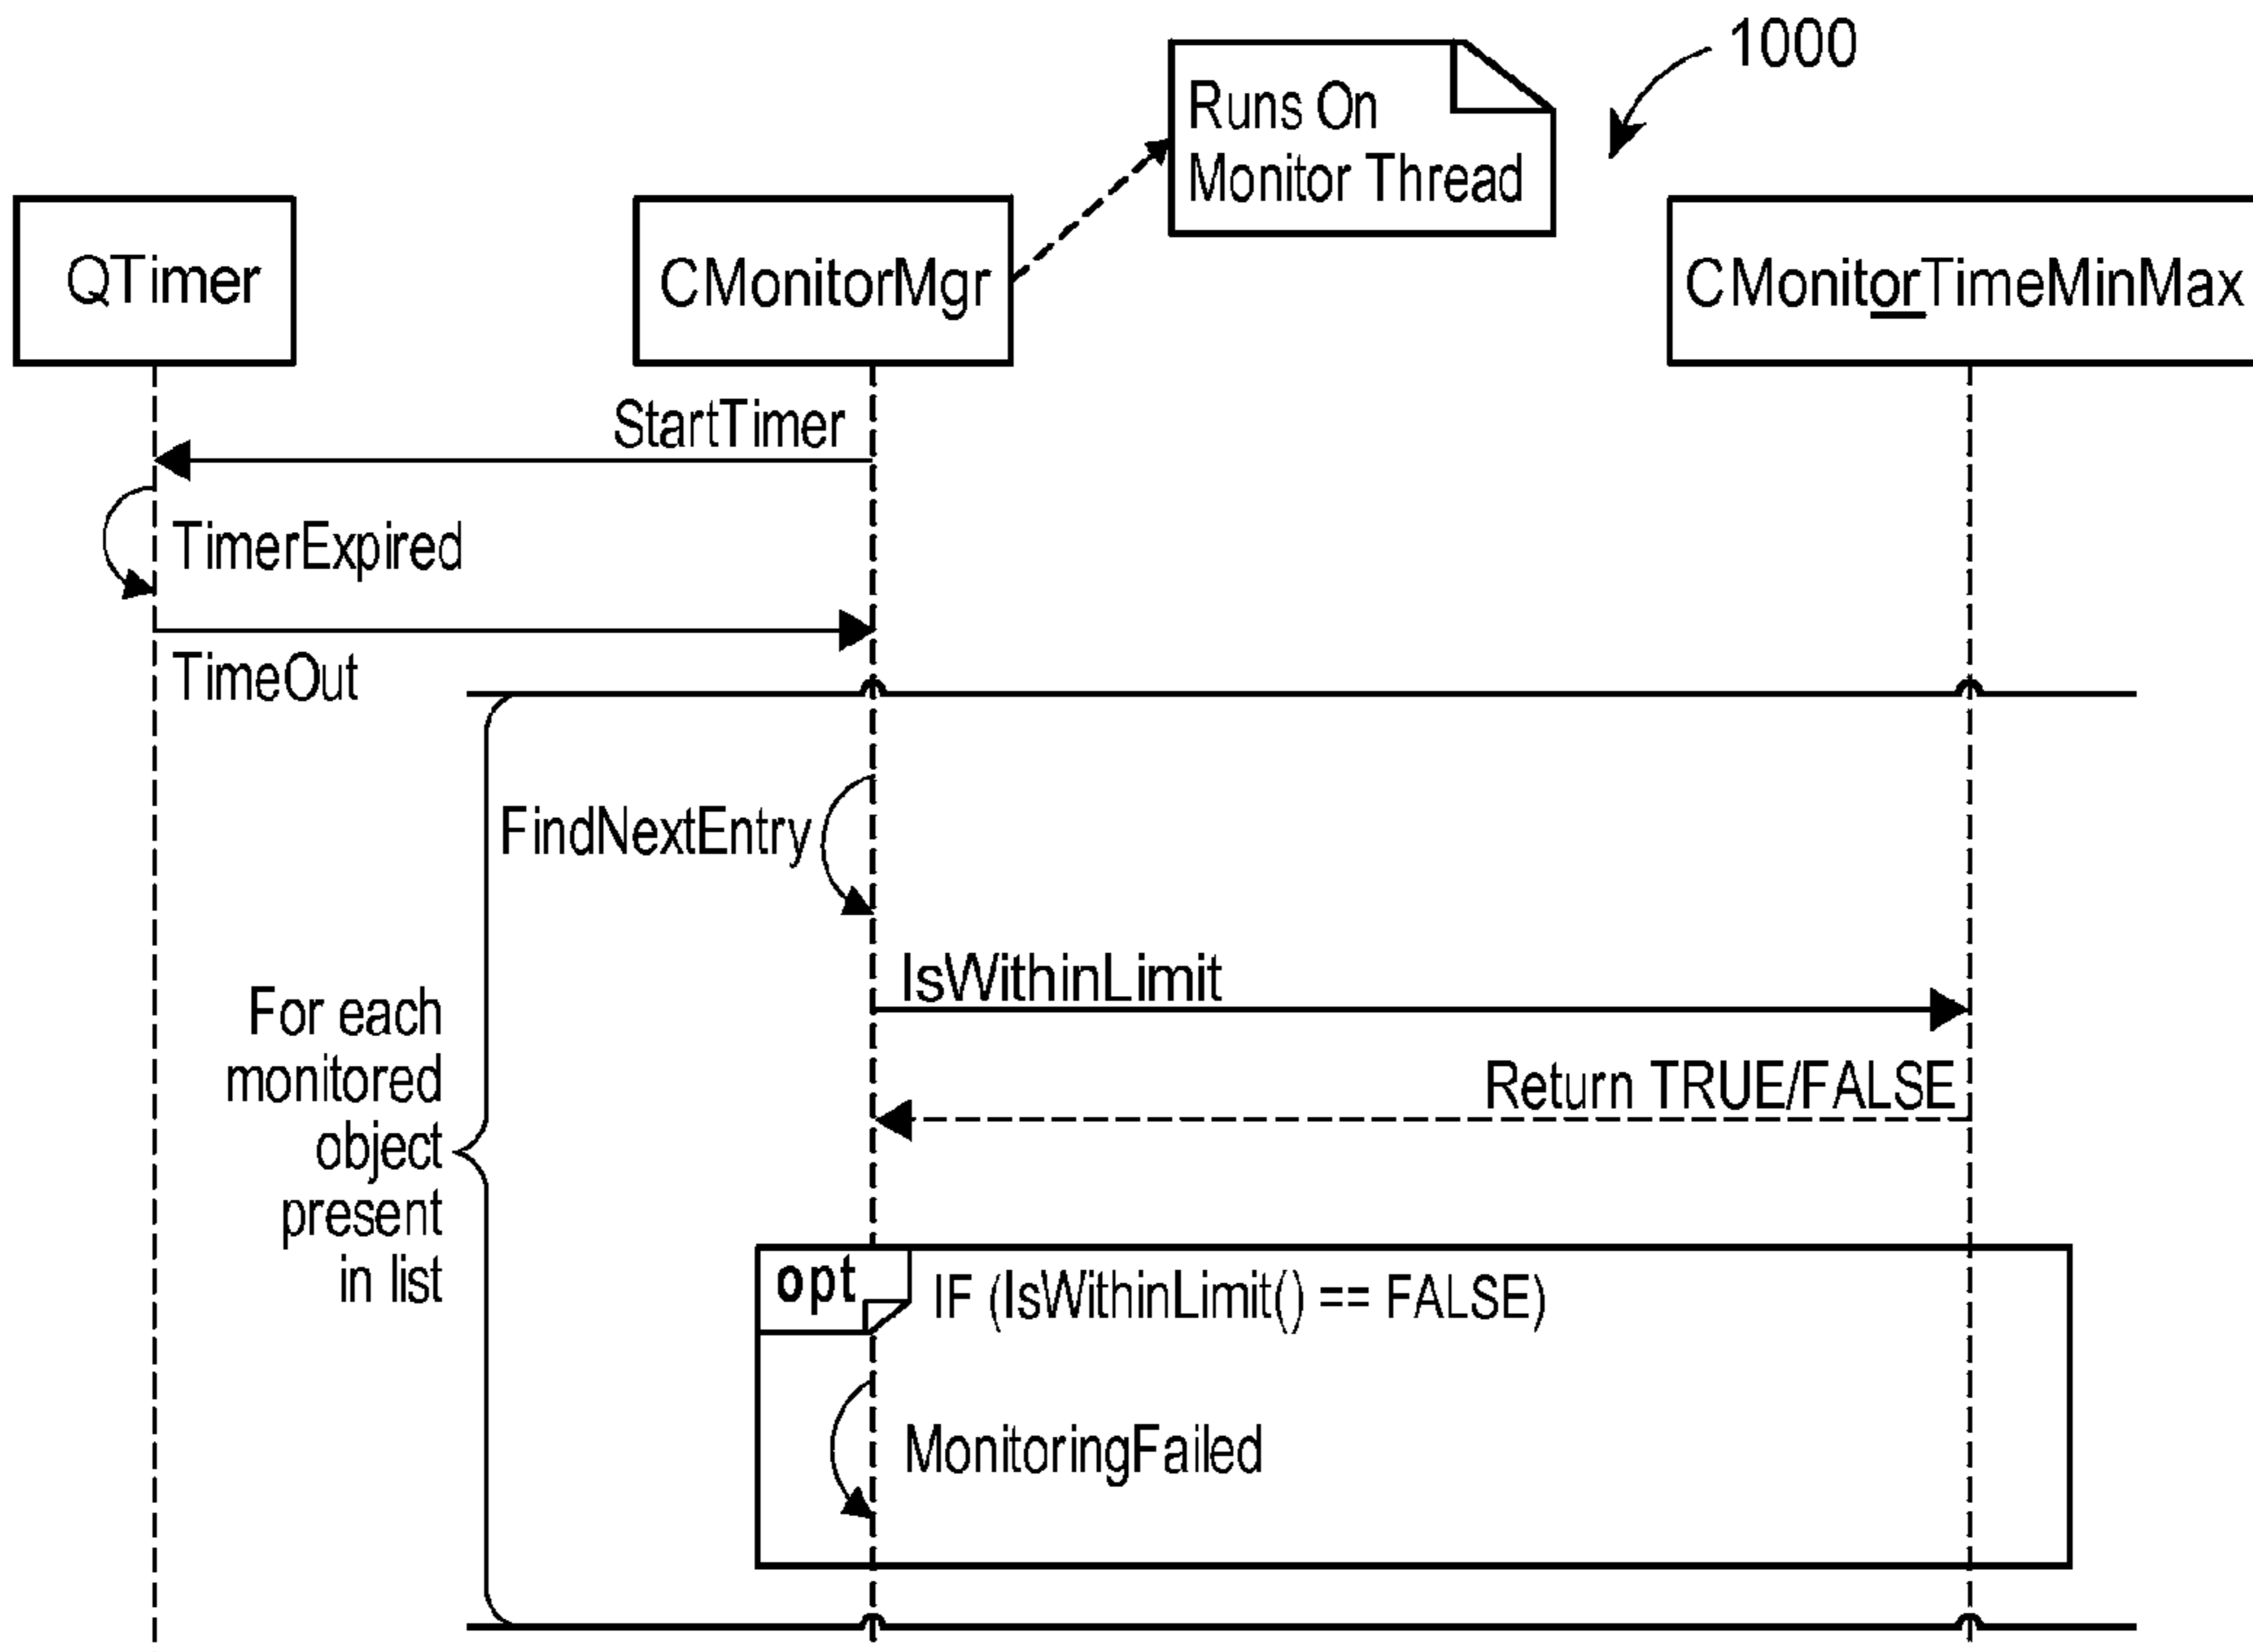 1000
Runs On
Monitor Thread
QTimer
CMonitorMgr
CMonitorTimeMinMax
StartTimer
TimerExpired
TimeOut
FindNextEntry
IsWithinLimit
For each
monitored
object
present
in list
Return TRUE/FALSE
opt
IF (IsWithinLimit() == FALSE)
MonitoringFailed